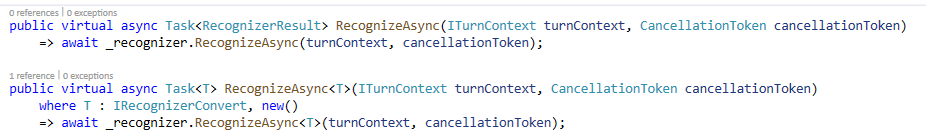 0 references | 0 exceptions
public virtual async Task<RecognizerResult> RecognizeAsync(ITurnContext turnContext, CancellationToken cancellationToken)
    => await _recognizer.RecognizeAsync(turnContext, cancellationToken);
1 reference | 0 exceptions
public virtual async Task<T> RecognizeAsync<T>(ITurnContext turnContext, CancellationToken cancellationToken)
    where T : IRecognizerConvert, new()
    => await _recognizer.RecognizeAsync<T>(turnContext, cancellationToken);